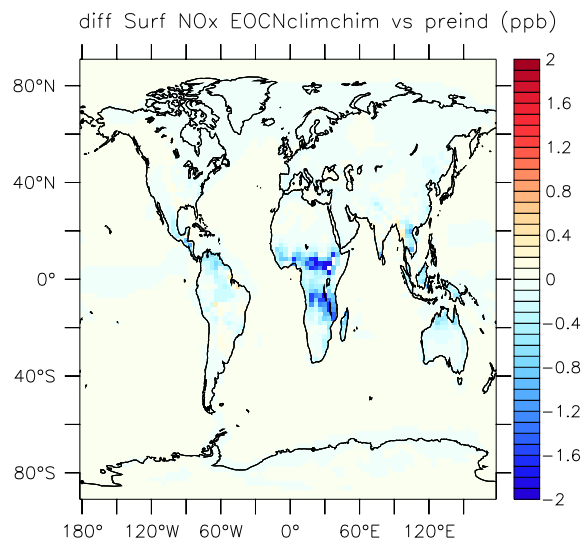 diff Surf NOx EOCNclimchim vs preind (ppb)
80°N
40°N
0°
40°S
80°S
180° 120°W 60°W 0° 60°E 120°E
2
1.6
1.2
0.8
0.4
0
−0.4
−0.8
−1.2
−1.6
−2